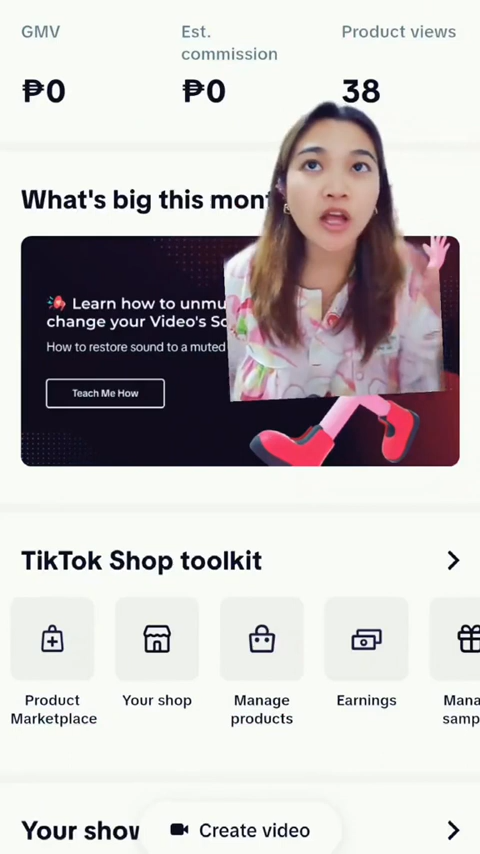 GMV
Est.
commission
Product views
₱0
₱0
38
What's big this mon
Learn how to unmu
change your Video's So
How to restore sound to a muted
Teach Me How
TikTok Shop toolkit
Product
Marketplace
Your shop
Manage
products
Earnings
Mana
samp
Your show
Create video